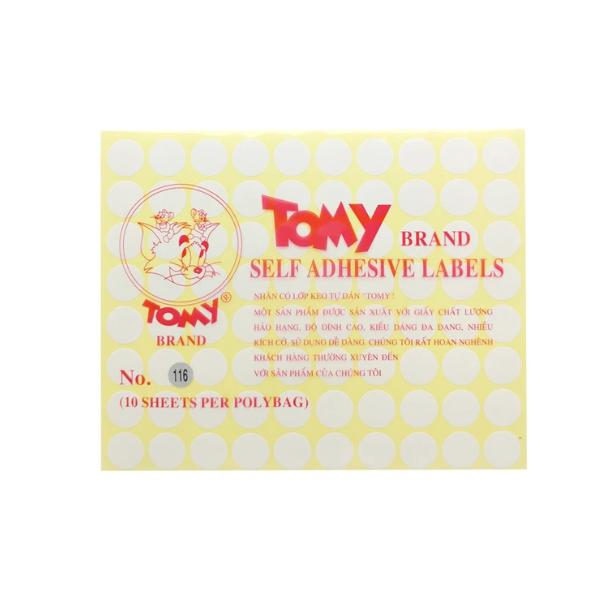 TOMY BRAND
SELF ADHESIVE LABELS
NHÃN CÓ LỚP KEO TỰ DÁN "TOMY"!
MỘT SẢN PHẨM ĐƯỢC SẢN XUẤT VỚI GIẤY CHẤT LƯỢNG
HẢO HẠNG, ĐỘ DÍNH CAO, KIỂU DÁNG ĐA DẠNG, NHIỀU
KÍCH CỠ, SỬ DỤNG DỄ DÀNG. CHÚNG TÔI RẤT HOAN NGHÊNH
KHÁCH HÀNG THƯỜNG XUYÊN ĐẾN
VỚI SẢN PHẨM CỦA CHÚNG TÔI
TOMY ®
BRAND
No. 116
(10 SHEETS PER POLYBAG)